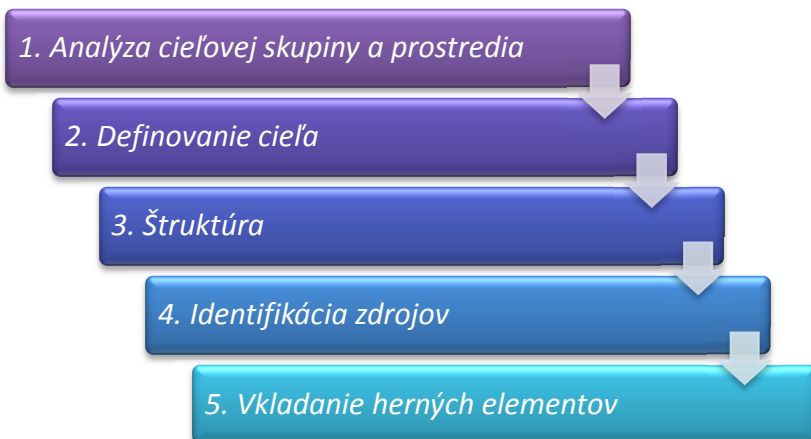 1. Analýza cieľovej skupiny a prostredia
2. Definovanie cieľa
3. Štruktúra
4. Identifikácia zdrojov
5. Vkladanie herných elementov